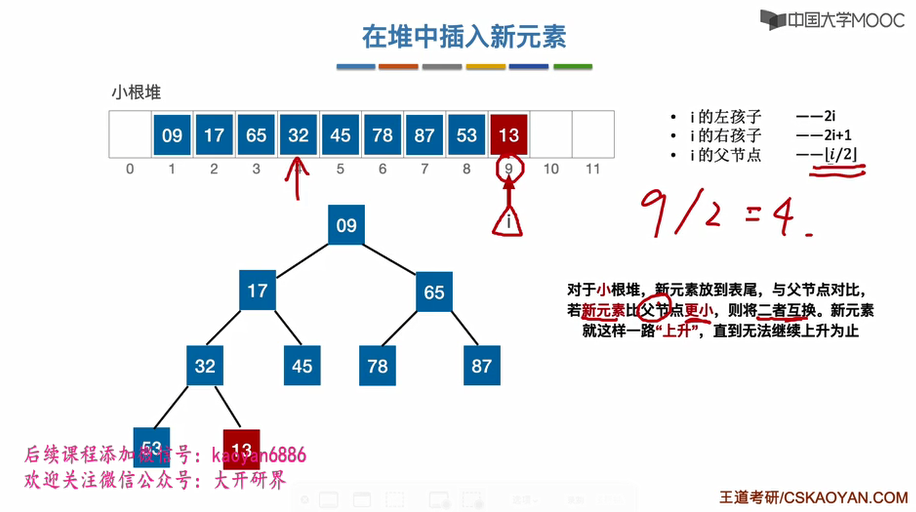 中国大学MOOC
在堆中插入新元素
小根堆
09 17 65 32 45 78 87 53 13
0 1 2 3 4 5 6 7 8 9 10 11
i
• i 的左孩子 ——2i
• i 的右孩子 ——2i+1
• i 的父节点 ——⌊i/2⌋
9/2=4.
09
17 65
32 45 78 87
53 13
对于小根堆，新元素放到表尾，与父节点对比，
若新元素比父节点更小，则将二者互换。新元素
就这样一路“上升”，直到无法继续上升为止
后续课程添加微信号：kaoyan6886
欢迎关注微信公众号：大开研界
王道考研/CSKAOYAN.COM